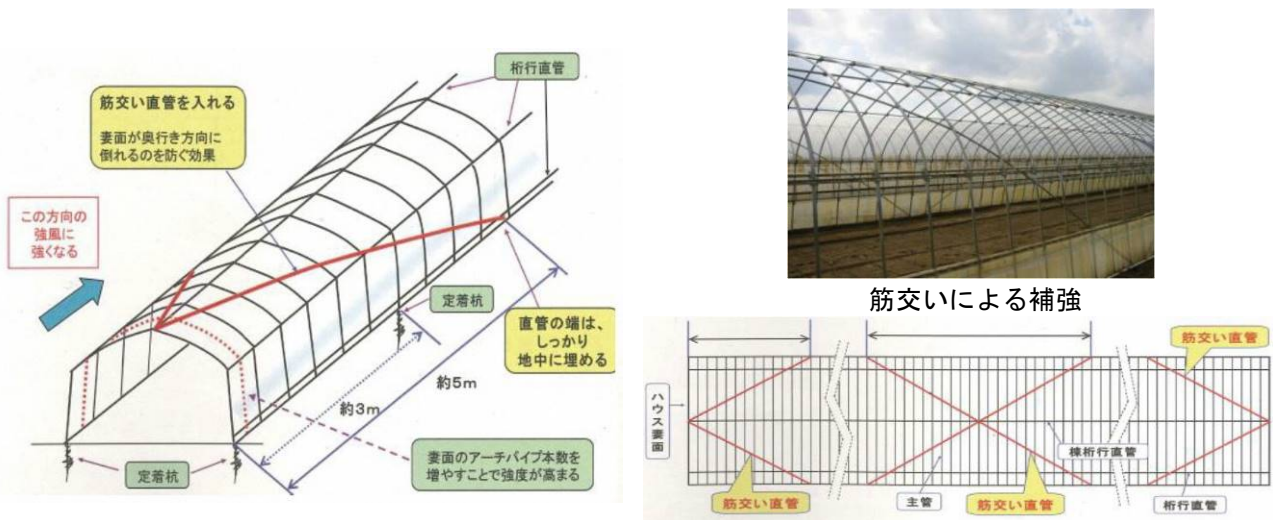 桁行直管
筋交い直管を入れる
妻面が奥行き方向に
倒れるのを防ぐ効果
この方向の
強風に
強くなる
定着杭
直管の端は、
しっかり
地中に埋める
約5m
約3m
妻面のアーチパイプ本数を
増やすことで強度が高まる
定着杭
筋交いによる補強
筋交い直管
ハウス妻面
棟桁行直管
筋交い直管
主管
筋交い直管
桁行直管